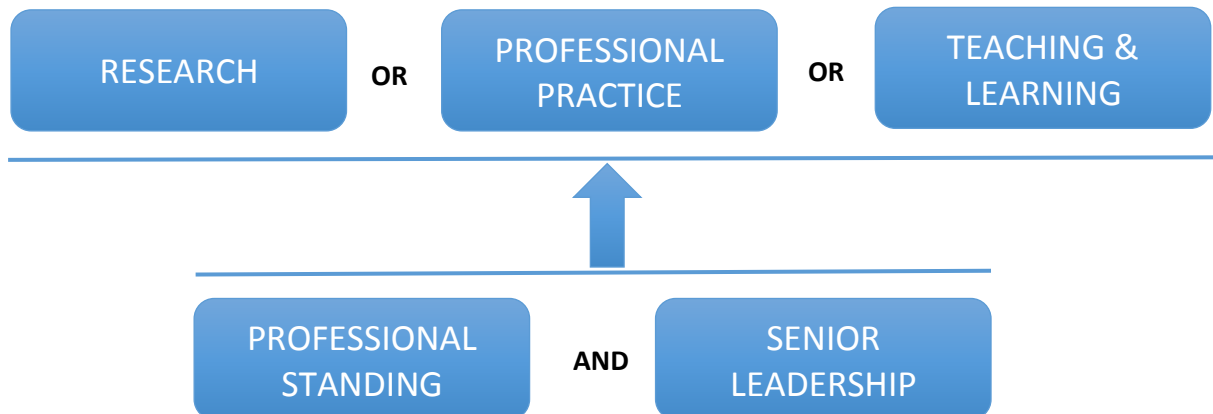 RESEARCH
OR
PROFESSIONAL
PRACTICE
OR
TEACHING &
LEARNING
PROFESSIONAL
STANDING
AND
SENIOR
LEADERSHIP